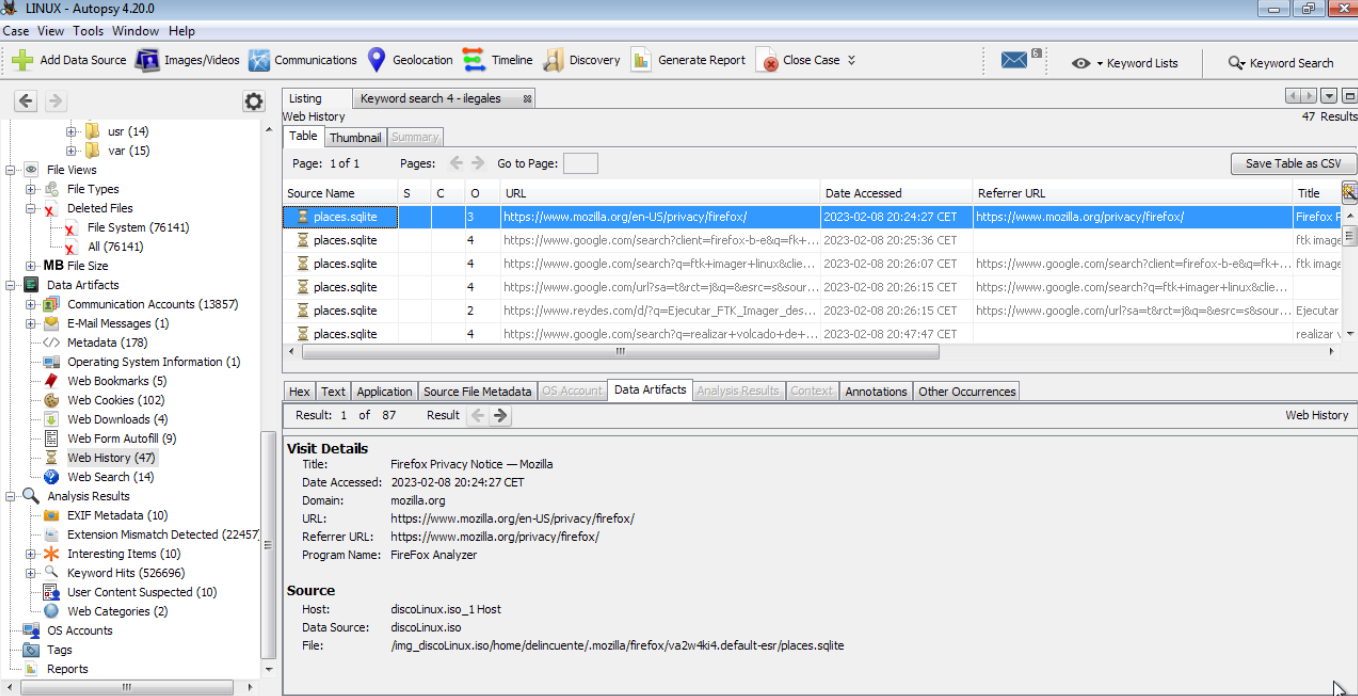 LINUX - Autopsy 4.20.0
Case View Tools Window Help
Add Data Source Images/Videos Communications Geolocation Timeline Discovery Generate Report Close Case 6 Keyword Lists Keyword Search
usr (14)
var (15)
File Views
File Types
Deleted Files
File System (76141)
All (76141)
MB File Size
Data Artifacts
Communication Accounts (13857)
E-Mail Messages (1)
Metadata (178)
Operating System Information (1)
Web Bookmarks (5)
Web Cookies (102)
Web Downloads (4)
Web Form Autofill (9)
Web History (47)
Web Search (14)
Analysis Results
EXIF Metadata (10)
Extension Mismatch Detected (22457)
Interesting Items (10)
Keyword Hits (526696)
User Content Suspected (10)
Web Categories (2)
OS Accounts
Tags
Reports
Listing Keyword search 4 - ilegales
Web History 47 Results
Table Thumbnail Summary
Page: 1 of 1 Pages: Go to Page: Save Table as CSV
Source Name S C O URL Date Accessed Referrer URL Title
places.sqlite 3 https://www.mozilla.org/en-US/privacy/firefox/ 2023-02-08 20:24:27 CET https://www.mozilla.org/privacy/firefox/ Firefox P
places.sqlite 4 https://www.google.com/search?client=firefox-b-e&q=fk+... 2023-02-08 20:25:36 CET ftk image
places.sqlite 4 https://www.google.com/search?q=ftk+imager+linux&clie... 2023-02-08 20:26:07 CET https://www.google.com/search?client=firefox-b-e&q=fk+... ftk image
places.sqlite 4 https://www.google.com/url?sa=t&rct=j&q=&esrc=s&sour... 2023-02-08 20:26:15 CET https://www.google.com/search?q=ftk+imager+linux&clie...
places.sqlite 2 https://www.reydes.com/d/?q=Ejecutar_FTK_Imager_des... 2023-02-08 20:26:15 CET https://www.google.com/url?sa=t&rct=j&q=&esrc=s&sour... Ejecutar
places.sqlite 4 https://www.google.com/search?q=realizar+volcado+de+... 2023-02-08 20:47:47 CET realizar v
Hex Text Application Source File Metadata OS Account Data Artifacts Analysis Results Context Annotations Other Occurrences
Result: 1 of 87 Result Web History
Visit Details
Title: Firefox Privacy Notice — Mozilla
Date Accessed: 2023-02-08 20:24:27 CET
Domain: mozilla.org
URL: https://www.mozilla.org/en-US/privacy/firefox/
Referrer URL: https://www.mozilla.org/privacy/firefox/
Program Name: FireFox Analyzer
Source
Host: discoLinux.iso_1 Host
Data Source: discoLinux.iso
File: /img_discoLinux.iso/home/delincuente/.mozilla/firefox/va2w4ki4.default-esr/places.sqlite